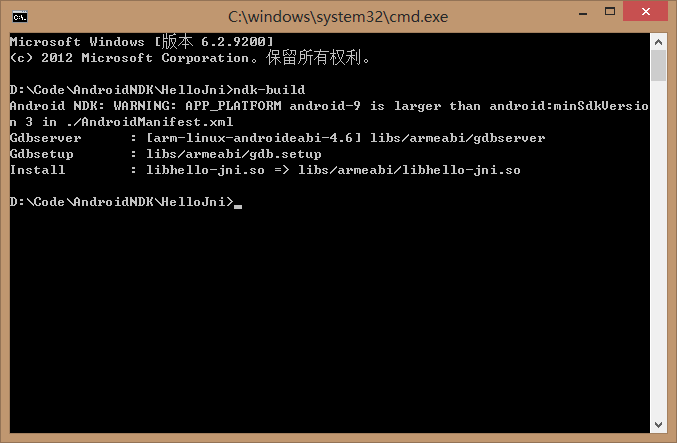 C:\windows\system32\cmd.exe
Microsoft Windows [版本 6.2.9200]
(c) 2012 Microsoft Corporation。保留所有权利。
D:\Code\AndroidNDK\HelloJni>ndk-build
Android NDK: WARNING: APP_PLATFORM android-9 is larger than android:minSdkVersio
n 3 in ./AndroidManifest.xml
Gdbserver      : [arm-linux-androideabi-4.6] libs/armeabi/gdbserver
Gdbsetup       : libs/armeabi/gdb.setup
Install        : libhello-jni.so => libs/armeabi/libhello-jni.so
D:\Code\AndroidNDK\HelloJni>_